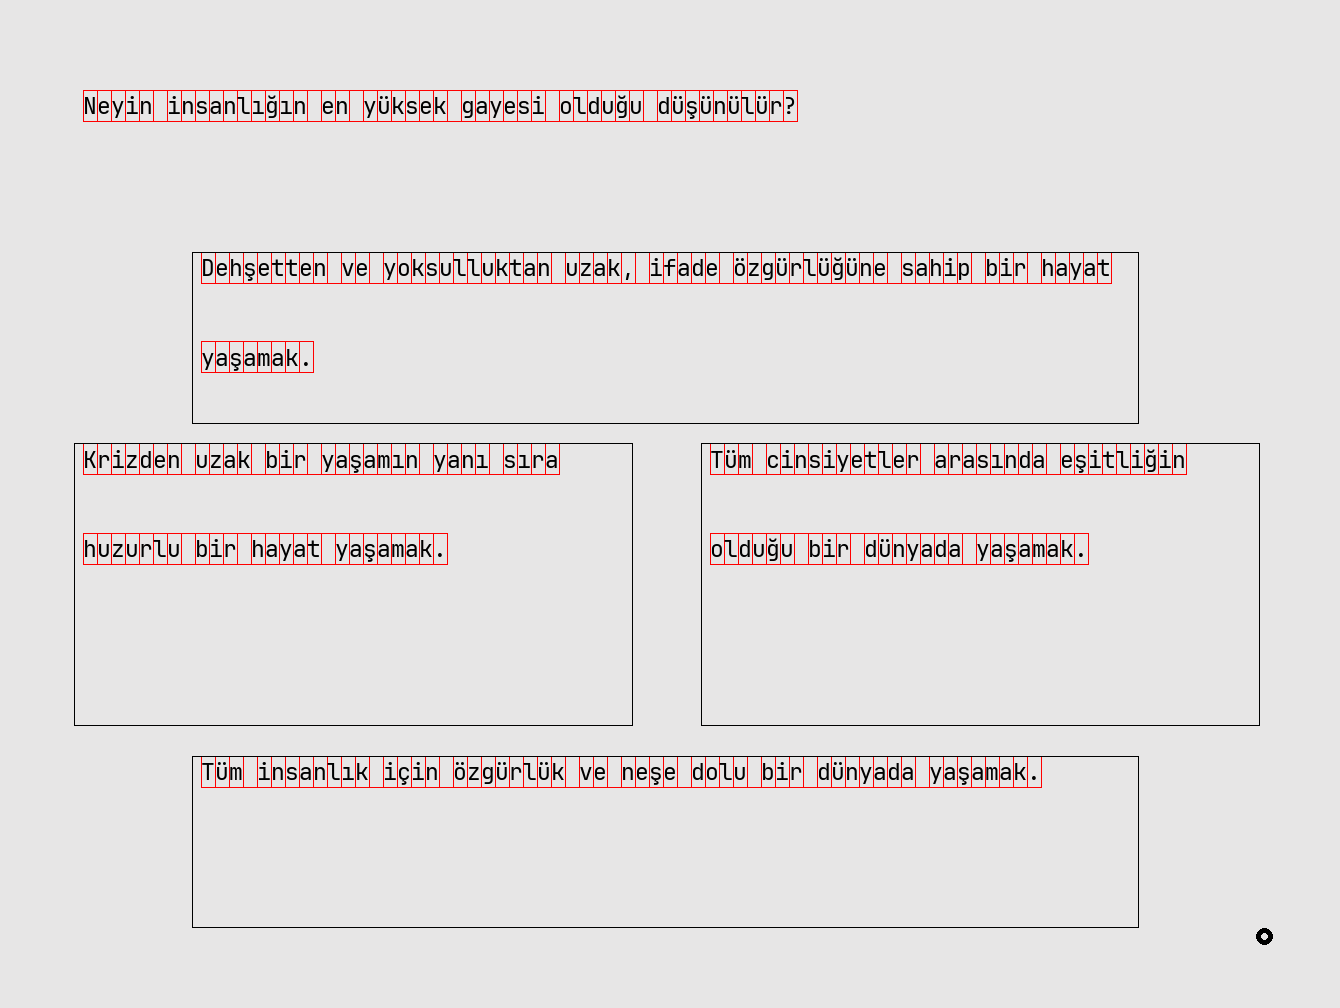 Neyin insanlığın en yüksek gayesi olduğu düşünülür?
Dehşetten ve yoksulluktan uzak, ifade özgürlüğüne sahip bir hayat
yaşamak.
Krizden uzak bir yaşamın yanı sıra
huzurlu bir hayat yaşamak.
Tüm cinsiyetler arasında eşitliğin
olduğu bir dünyada yaşamak.
Tüm insanlık için özgürlük ve neşe dolu bir dünyada yaşamak.